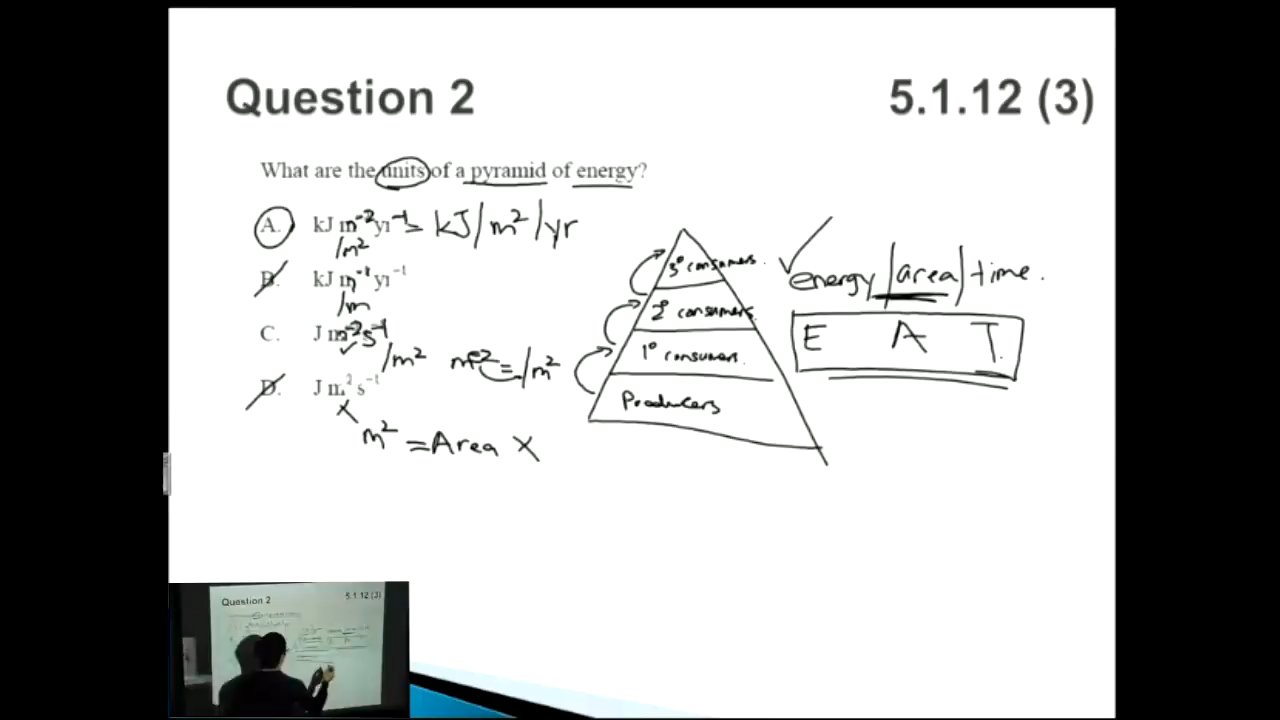 Question 2
5.1.12 (3)
What are the units of a pyramid of energy?
A. kJ m⁻² yr⁻¹ = kJ/m²/yr
/m²
B. kJ m⁻¹ yr⁻¹
/m
C. J m⁻² s⁻¹
/m² m⁻² = /m²
D. J m² s⁻¹
m² = Area X
3° consumers.
2° consumers.
1° consumers.
Producers
energy/area/time.
E A T.
Question 2
5.1.12 (3)